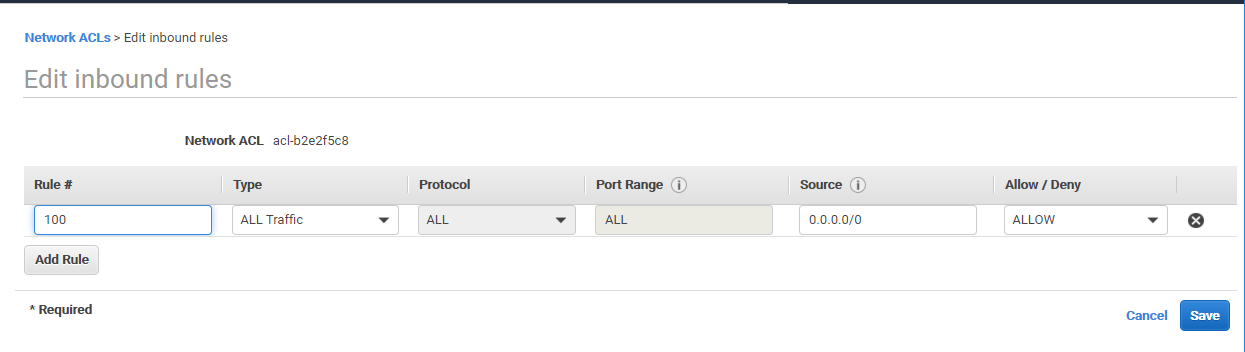 Network ACLs > Edit inbound rules
Edit inbound rules
Network ACL acl-b2e2f5c8
Rule # Type Protocol Port Range i Source i Allow / Deny
100 ALL Traffic ALL ALL 0.0.0.0/0 ALLOW
Add Rule
* Required
Cancel Save